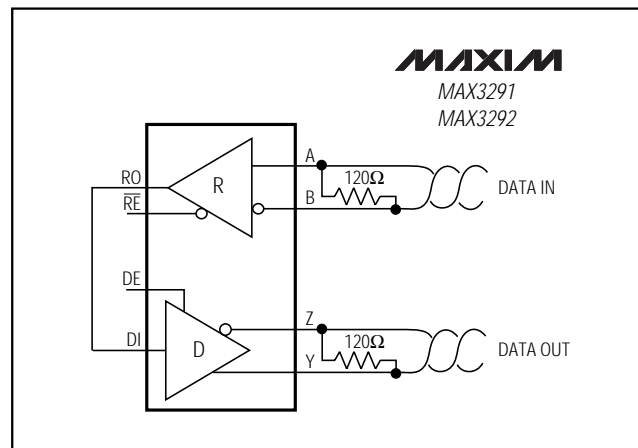 MAXIM
MAX3291
MAX3292
A
RO
R
120Ω
DATA IN
RE
B
DE
Z
DI
D
120Ω
DATA OUT
Y